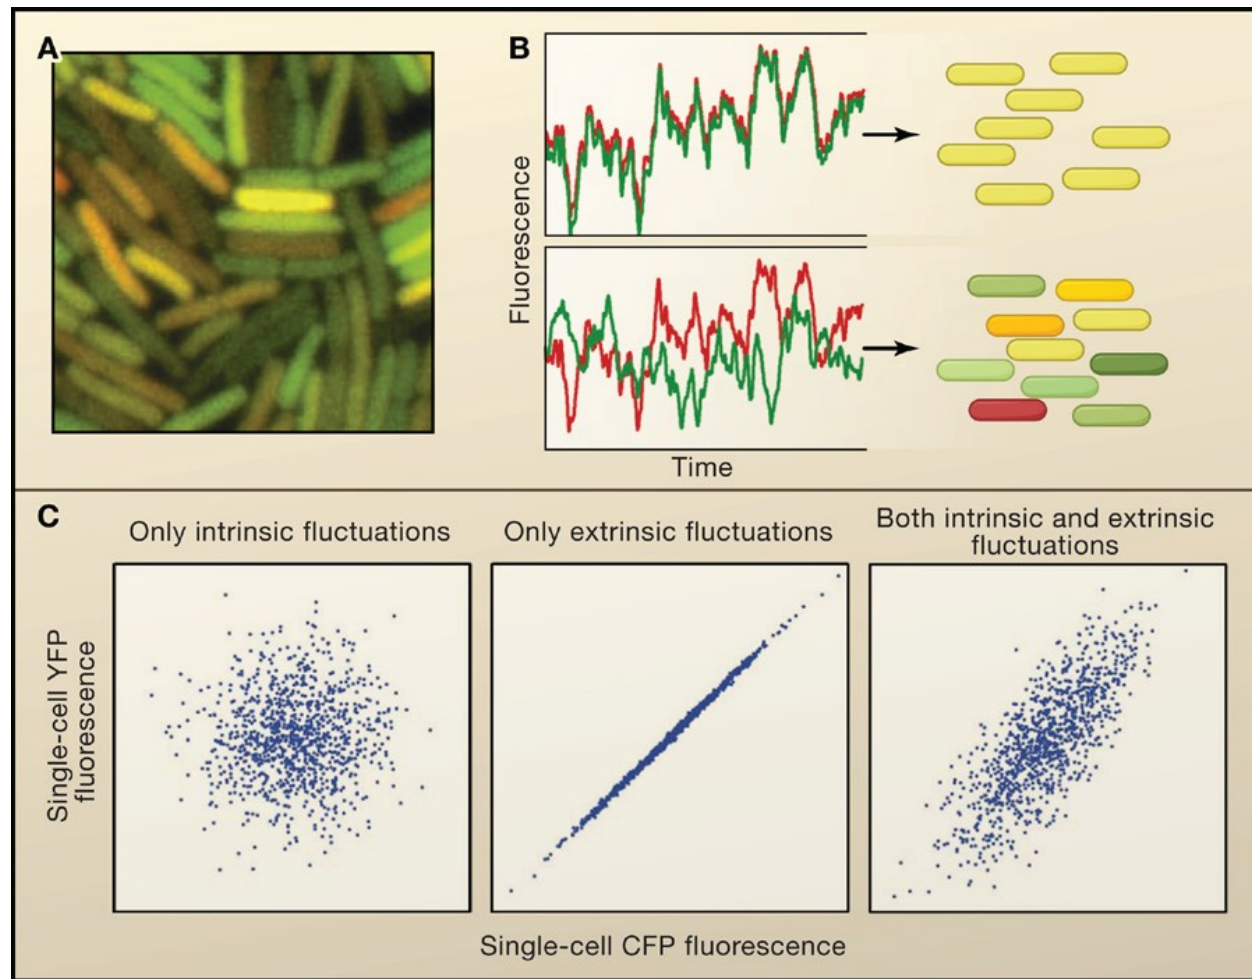 A
B
Fluorescence
Time
C
Only intrinsic fluctuations
Only extrinsic fluctuations
Both intrinsic and extrinsic
fluctuations
Single-cell YFP
fluorescence
Single-cell CFP fluorescence